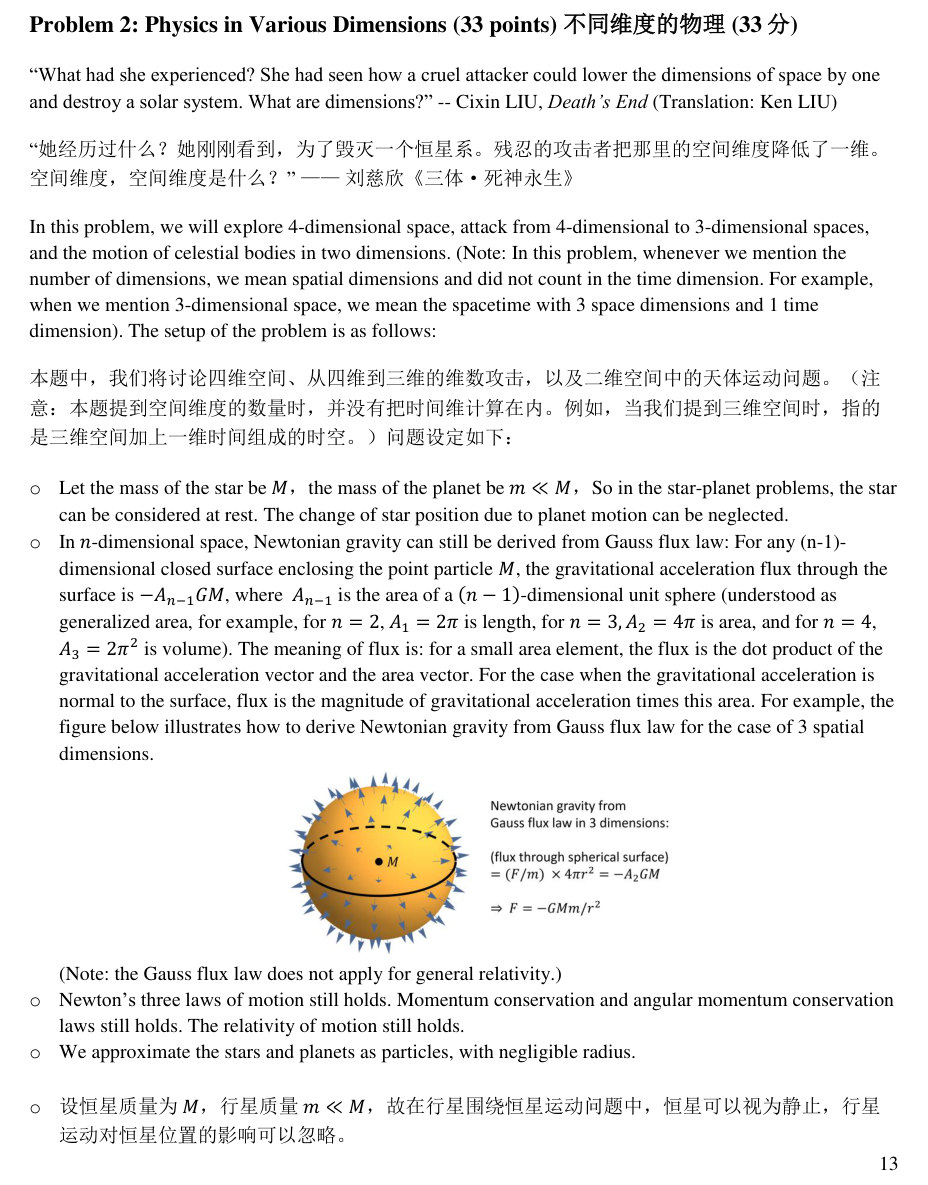 Problem 2: Physics in Various Dimensions (33 points) 不同维度的物理 (33 分)
“What had she experienced? She had seen how a cruel attacker could lower the dimensions of space by one
and destroy a solar system. What are dimensions?” -- Cixin LIU, Death’s End (Translation: Ken LIU)
“她经历过什么？她刚刚看到，为了毁灭一个恒星系。残忍的攻击者把那里的空间维度降低了一维。
空间维度，空间维度是什么？” —— 刘慈欣《三体·死神永生》
In this problem, we will explore 4-dimensional space, attack from 4-dimensional to 3-dimensional spaces,
and the motion of celestial bodies in two dimensions. (Note: In this problem, whenever we mention the
number of dimensions, we mean spatial dimensions and did not count in the time dimension. For example,
when we mention 3-dimensional space, we mean the spacetime with 3 space dimensions and 1 time
dimension). The setup of the problem is as follows:
本题中，我们将讨论四维空间、从四维到三维的维数攻击，以及二维空间中的天体运动问题。（注
意：本题提到空间维度的数量时，并没有把时间维计算在内。例如，当我们提到三维空间时，指的
是三维空间加上一维时间组成的时空。）问题设定如下：
o Let the mass of the star be M，the mass of the planet be m ≪ M，So in the star-planet problems, the star
can be considered at rest. The change of star position due to planet motion can be neglected.
o In n-dimensional space, Newtonian gravity can still be derived from Gauss flux law: For any (n-1)-
dimensional closed surface enclosing the point particle M, the gravitational acceleration flux through the
surface is −Aₙ₋₁GM, where Aₙ₋₁ is the area of a (n − 1)-dimensional unit sphere (understood as
generalized area, for example, for n = 2, A₁ = 2π is length, for n = 3, A₂ = 4π is area, and for n = 4,
A₃ = 2π² is volume). The meaning of flux is: for a small area element, the flux is the dot product of the
gravitational acceleration vector and the area vector. For the case when the gravitational acceleration is
normal to the surface, flux is the magnitude of gravitational acceleration times this area. For example, the
figure below illustrates how to derive Newtonian gravity from Gauss flux law for the case of 3 spatial
dimensions.
M
Newtonian gravity from
Gauss flux law in 3 dimensions:
(flux through spherical surface)
= (F/m) × 4πr² = −A₂GM
⇒ F = −GMm/r²
(Note: the Gauss flux law does not apply for general relativity.)
o Newton’s three laws of motion still holds. Momentum conservation and angular momentum conservation
laws still holds. The relativity of motion still holds.
o We approximate the stars and planets as particles, with negligible radius.
o 设恒星质量为 M，行星质量 m ≪ M，故在行星围绕恒星运动问题中，恒星可以视为静止，行星
运动对恒星位置的影响可以忽略。
13